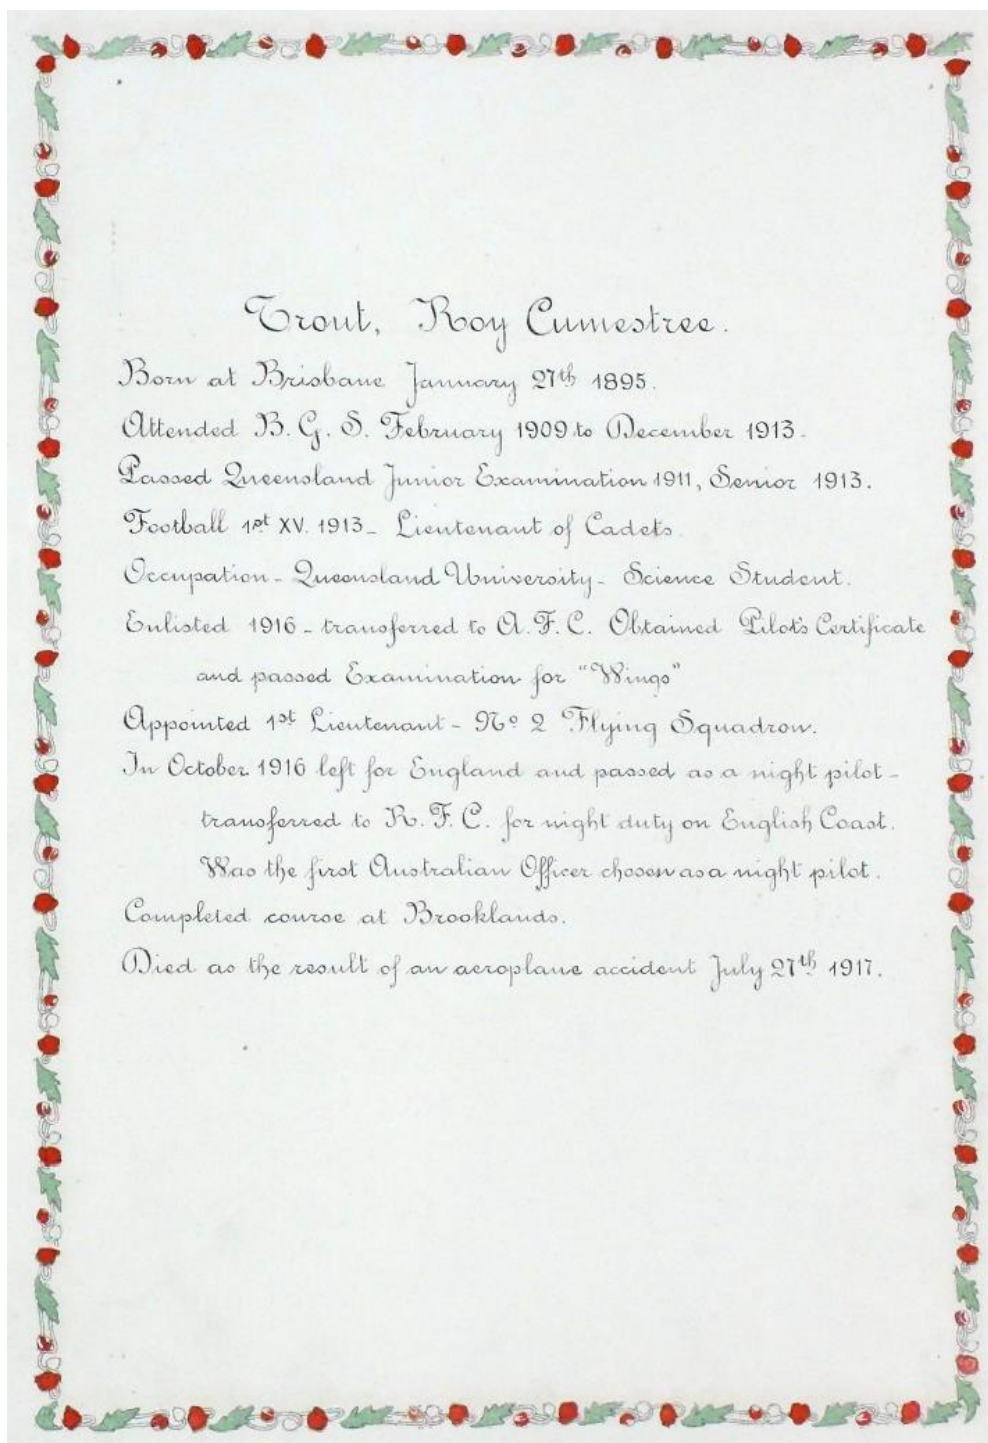 Trout, Roy Cumestree.
Born at Brisbane January 27th 1895.
Attended B. G. S. February 1909 to December 1913.
Passed Queensland Junior Examination 1911, Senior 1913.
Football 1st XV. 1913 - Lieutenant of Cadets.
Occupation - Queensland University - Science Student.
Enlisted 1916 - transferred to A. F. C. Obtained Pilot's Certificate
and passed Examination for "Wings"
Appointed 1st Lieutenant - No 2 Flying Squadron.
In October 1916 left for England and passed as a night pilot -
transferred to R. F. C. for night duty on English Coast.
Was the first Australian Officer chosen as a night pilot.
Completed course at Brooklands.
Died as the result of an aeroplane accident July 27th 1917.